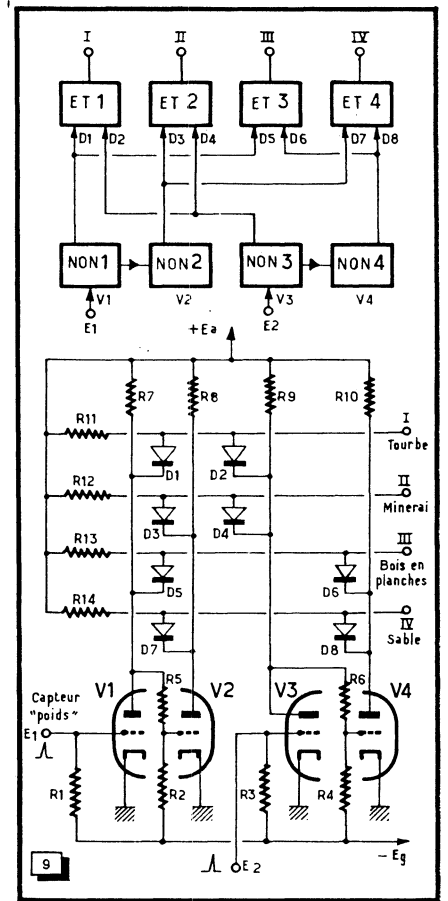 I II III IV
ET 1 ET 2 ET 3 ET 4
D1 D2 D3 D4 D5 D6 D7 D8
NON 1 NON 2 NON 3 NON 4
V1 V2 V3 V4
E1 E2
+Ea
R7 R8 R9 R10
R11 I
Tourbe
D1 D2
R12 II
Minerai
D3 D4
R13 III
Bois en
planches
D5 D6
R14 IV
Sable
D7 D8
Capteur
"poids"
V1 R5 V2 V3 R6 V4
E1
R1 R2 R3 R4
- Eg
9 E2